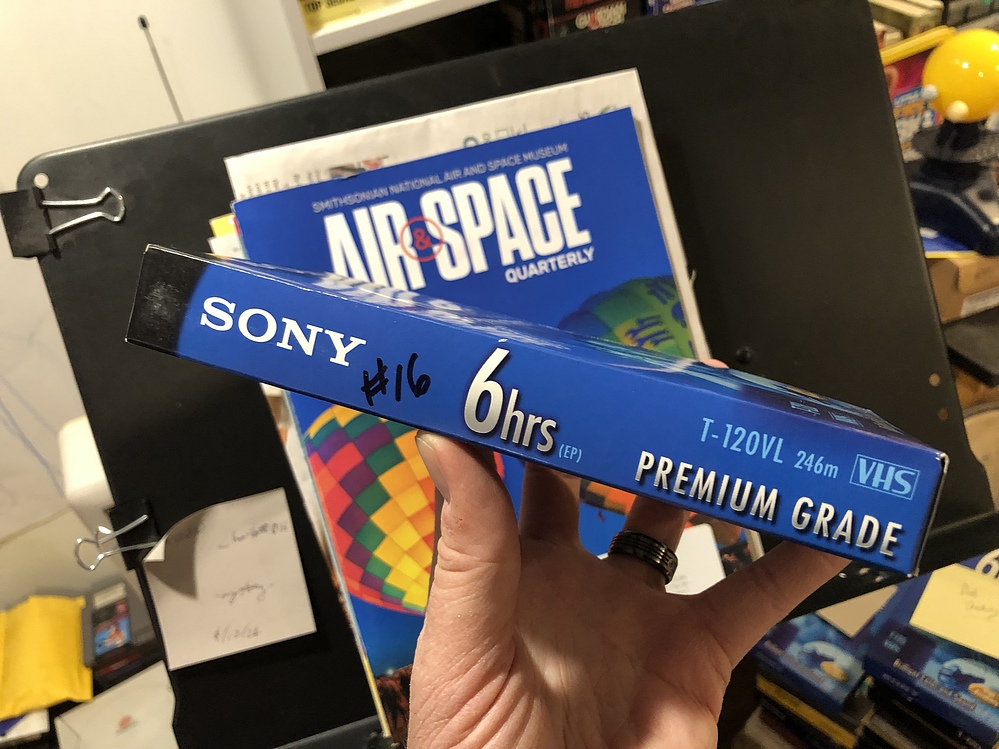 SMITHSONIAN NATIONAL AIR AND SPACE MUSEUM
AIR & SPACE
QUARTERLY
SONY
#16
6hrs (EP)
T-120VL 246m VHS
PREMIUM GRADE